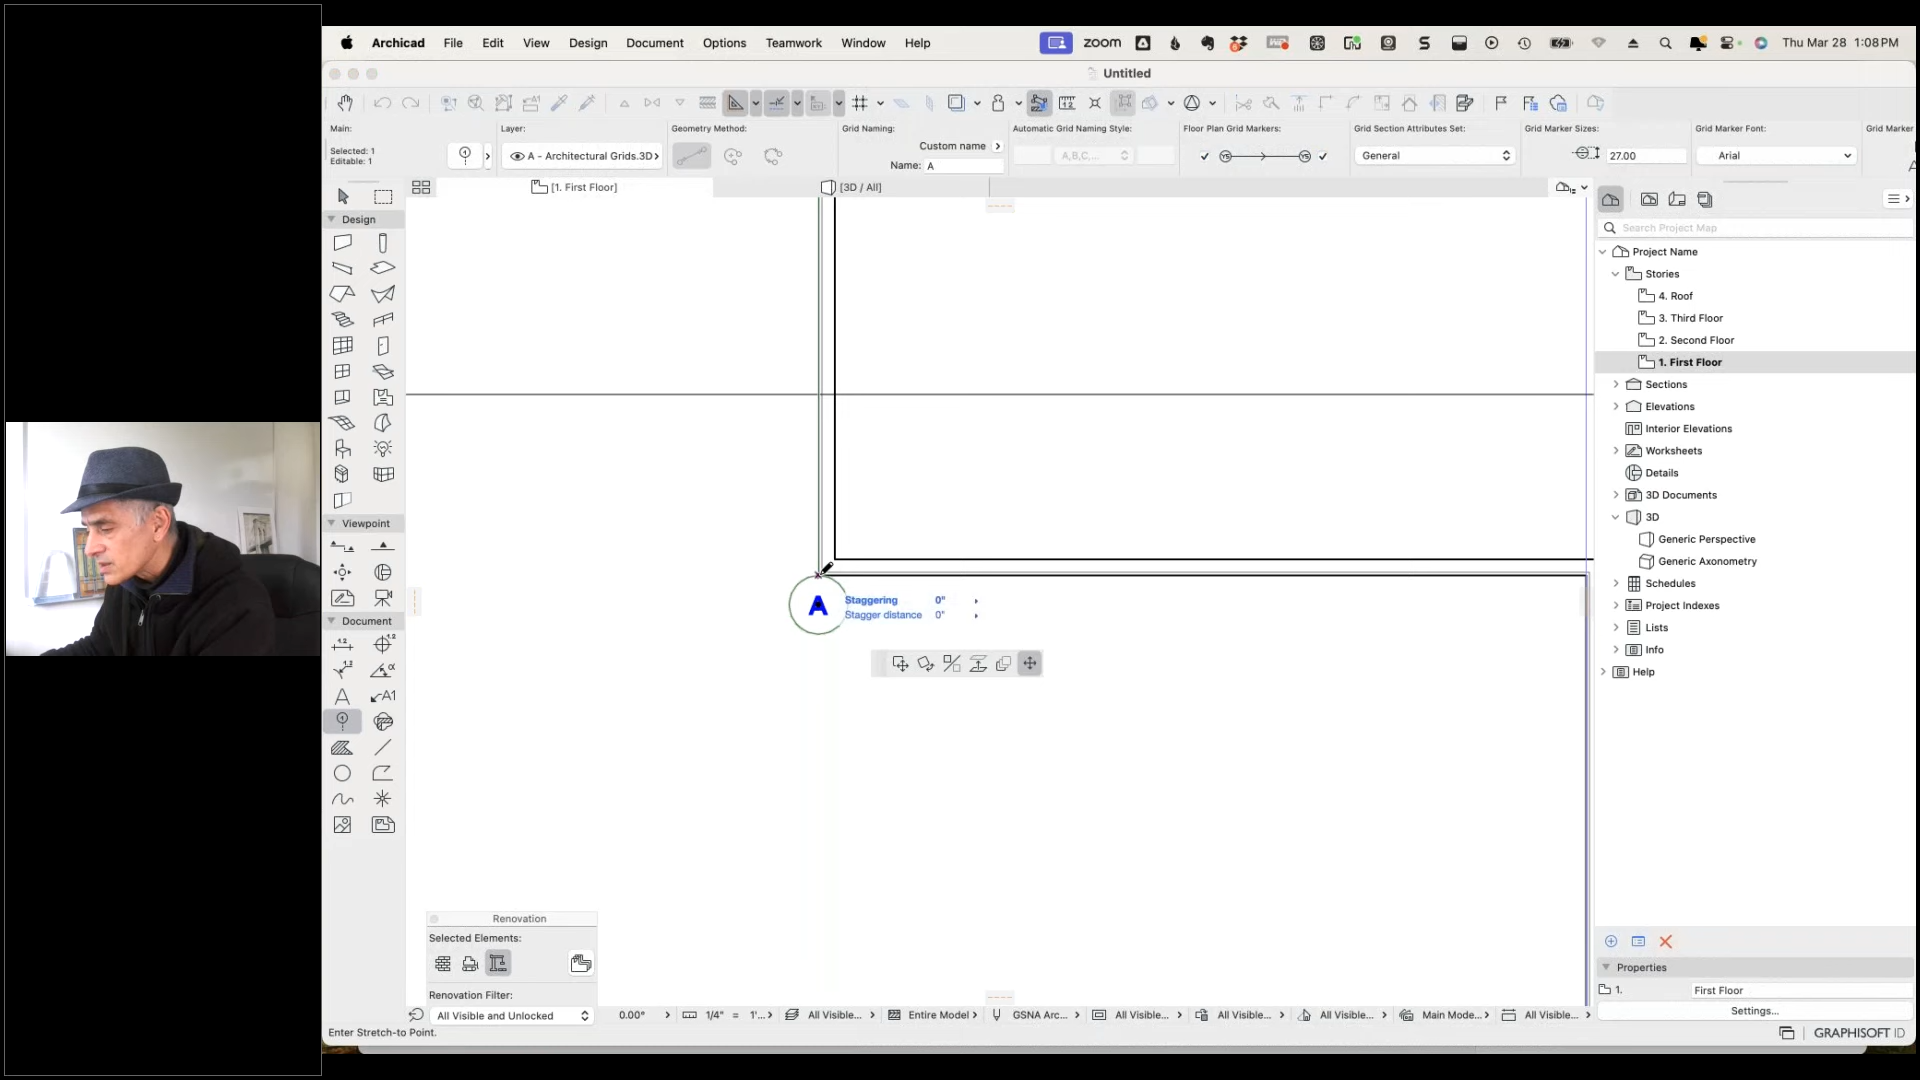 Archicad File Edit View Design Document Options Teamwork Window Help
zoom
Thu Mar 28 1:08 PM
Untitled
Main:
Selected: 1
Editable: 1
Layer:
A - Architectural Grids.3D
Geometry Method:
Grid Naming:
Custom name
Name: A
Automatic Grid Naming Style:
A,B,C,...
Floor Plan Grid Markers:
Grid Section Attributes Set:
General
Grid Marker Sizes:
27.00
Grid Marker Font:
Arial
Grid Marker
[1. First Floor]
[3D / All]
Design
Viewpoint
Document
A
Staggering 0"
Stagger distance 0"
Renovation
Selected Elements:
Renovation Filter:
All Visible and Unlocked
Search Project Map
Project Name
Stories
4. Roof
3. Third Floor
2. Second Floor
1. First Floor
Sections
Elevations
Interior Elevations
Worksheets
Details
3D Documents
3D
Generic Perspective
Generic Axonometry
Schedules
Project Indexes
Lists
Info
Help
Properties
1. First Floor
Settings...
0.00° 1/4" = 1'... All Visible... Entire Model GSNA Arc... All Visible... All Visible... All Visible... Main Mode... All Visible...
Enter Stretch-to Point.
GRAPHISOFT ID